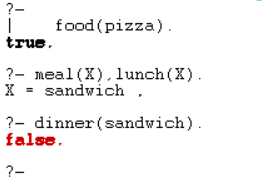 ?-
|    food(pizza).
true.
?- meal(X),lunch(X).
X = sandwich .
?- dinner(sandwich).
false.
?-